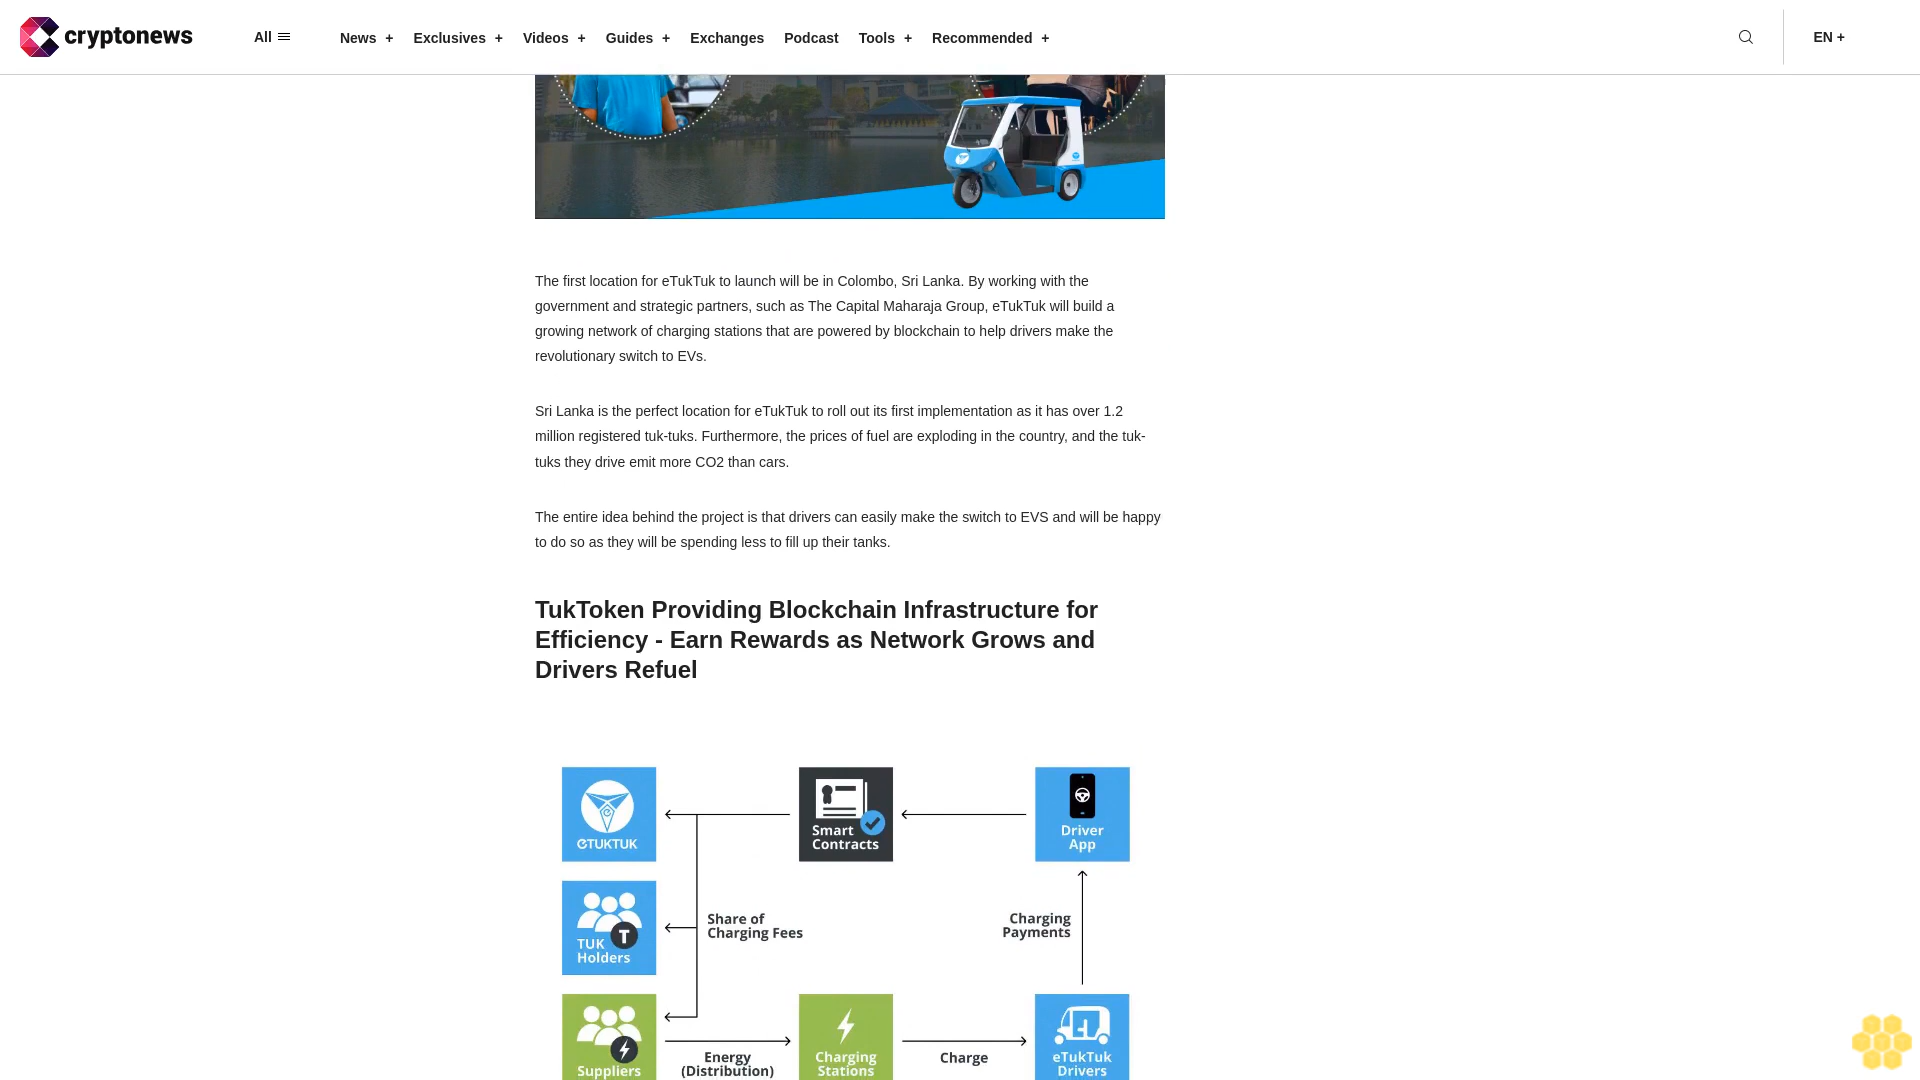 cryptonews
All
News +
Exclusives +
Videos +
Guides +
Exchanges
Podcast
Tools +
Recommended +
EN +
The first location for eTukTuk to launch will be in Colombo, Sri Lanka. By working with the
government and strategic partners, such as The Capital Maharaja Group, eTukTuk will build a
growing network of charging stations that are powered by blockchain to help drivers make the
revolutionary switch to EVs.
Sri Lanka is the perfect location for eTukTuk to roll out its first implementation as it has over 1.2
million registered tuk-tuks. Furthermore, the prices of fuel are exploding in the country, and the tuk-
tuks they drive emit more CO2 than cars.
The entire idea behind the project is that drivers can easily make the switch to EVS and will be happy
to do so as they will be spending less to fill up their tanks.
TukToken Providing Blockchain Infrastructure for
Efficiency - Earn Rewards as Network Grows and
Drivers Refuel
eTUKTUK
Smart
Contracts
Driver
App
TUK
Holders
T
Share of
Charging Fees
Charging
Payments
Suppliers
Energy
(Distribution)
Charging
Stations
Charge
eTukTuk
Drivers